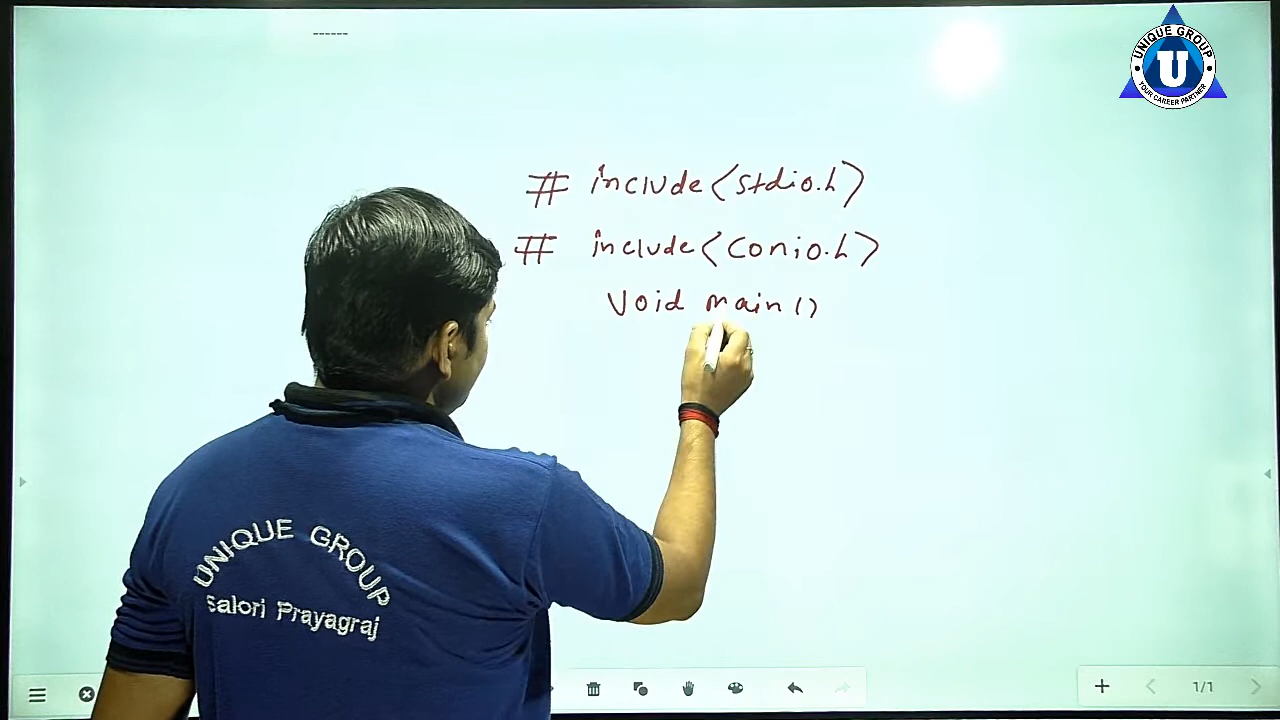 ------
UNIQUE GROUP
U
YOUR CAREER PARTNER
# include <stdio.h>
# include <conio.h>
Void main ()
UNIQUE GROUP
Salori Prayagraj
1/1